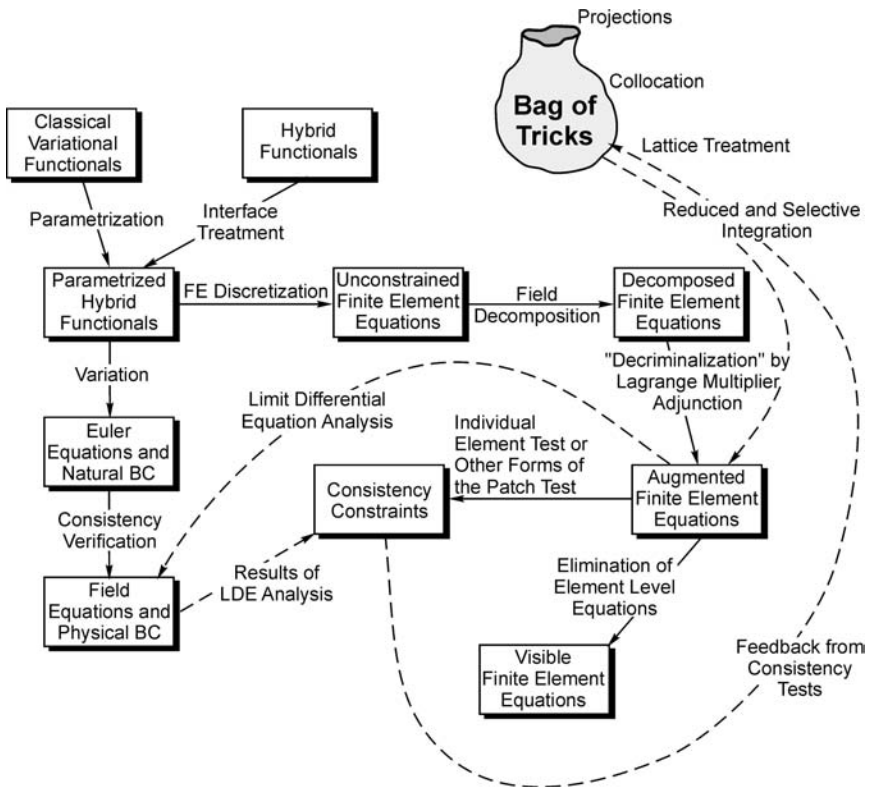 Projections
Collocation
Bag of
Tricks
Lattice Treatment
Reduced and Selective
Integration
Classical
Variational
Functionals
Hybrid
Functionals
Parametrization
Interface
Treatment
Parametrized
Hybrid
Functionals
FE Discretization
Unconstrained
Finite Element
Equations
Field
Decomposition
Decomposed
Finite Element
Equations
Variation
Limit Differential
Equation Analysis
"Decriminalization" by
Lagrange Multiplier
Adjunction
Euler
Equations and
Natural BC
Individual
Element Test or
Other Forms of
the Patch Test
Consistency
Constraints
Augmented
Finite Element
Equations
Consistency
Verification
Field
Equations and
Physical BC
Results of
LDE Analysis
Elimination of
Element Level
Equations
Visible
Finite Element
Equations
Feedback from
Consistency
Tests